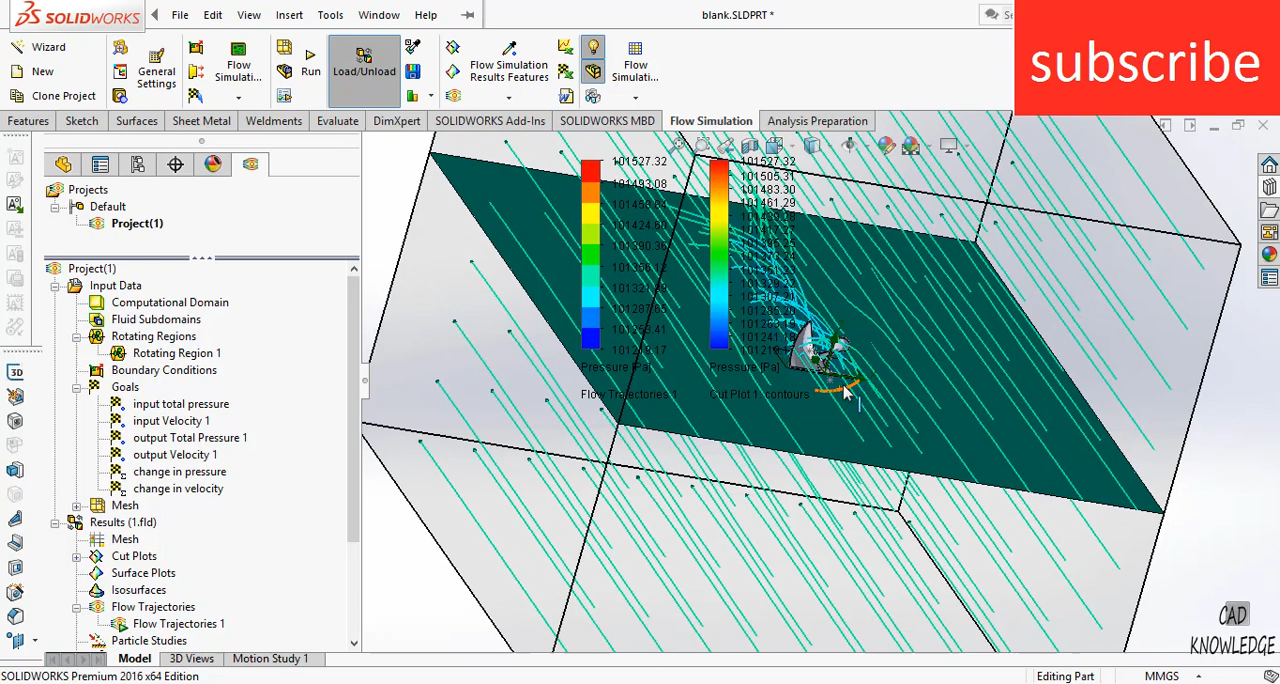 SOLIDWORKS
File Edit View Insert Tools Window Help
blank.SLDPRT *
subscribe
Wizard
New
Clone Project
General Settings
Flow Simulati...
Run
Load/Unload
Flow Simulation Results Features
Flow Simulati...
Features Sketch Surfaces Sheet Metal Weldments Evaluate DimXpert SOLIDWORKS Add-Ins SOLIDWORKS MBD Flow Simulation Analysis Preparation
Projects
Default
Project(1)
Project(1)
Input Data
Computational Domain
Fluid Subdomains
Rotating Regions
Rotating Region 1
Boundary Conditions
Goals
input total pressure
input Velocity 1
output Total Pressure 1
output Velocity 1
change in pressure
change in velocity
Mesh
Results (1.fld)
Mesh
Cut Plots
Surface Plots
Isosurfaces
Flow Trajectories
Flow Trajectories 1
Particle Studies
101527.32
101493.08
101424.60
101390.36
101356.12
101253.41
Pressure [Pa]
Flow Trajectories 1
101527.32
101505.31
101483.30
101461.29
Pressure [Pa]
Cut Plot 1: contours
CAD
KNOWLEDGE
Model 3D Views Motion Study 1
SOLIDWORKS Premium 2016 x64 Edition
Editing Part
MMGS